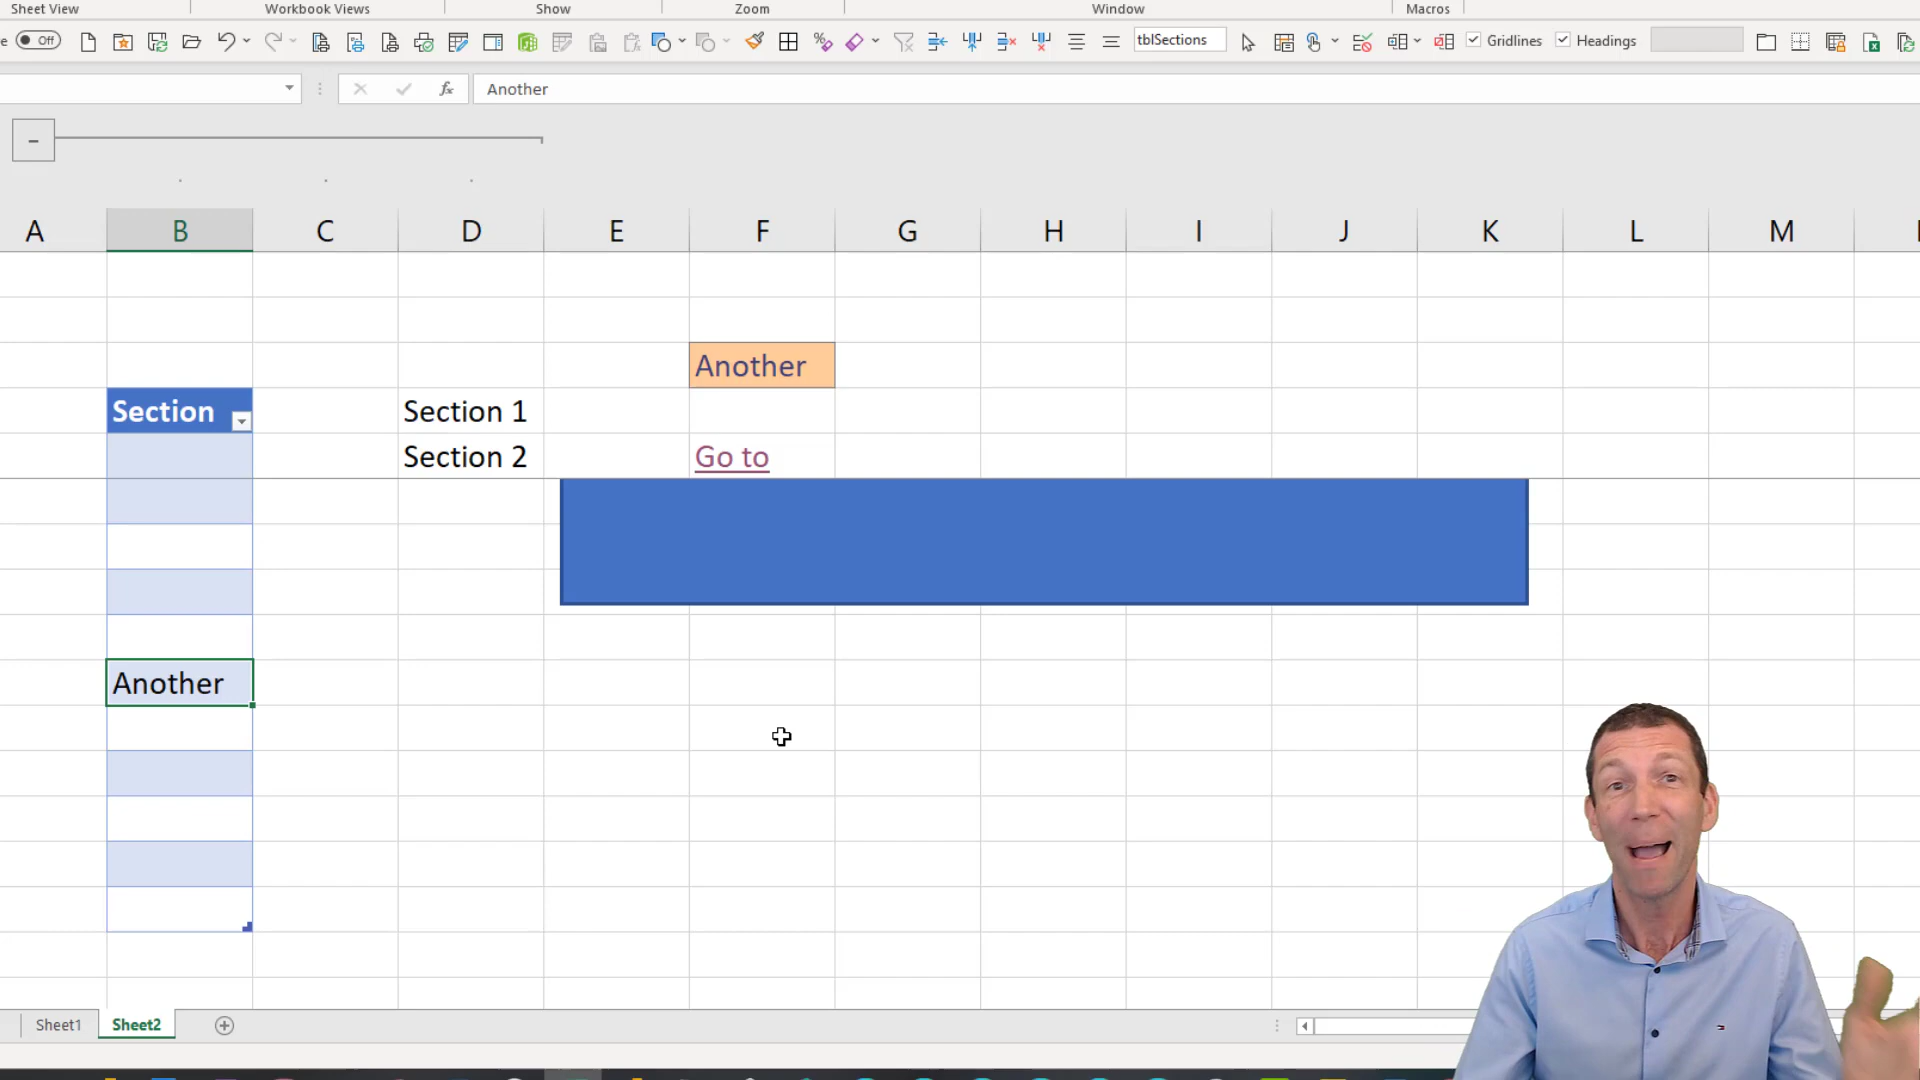 Sheet View Workbook Views Show Zoom Window Macros
Off tblSections Gridlines Headings
fx Another
A B C D E F G H I J K L M
Another
Section Section 1
Section 2 Go to
Another
Sheet1 Sheet2